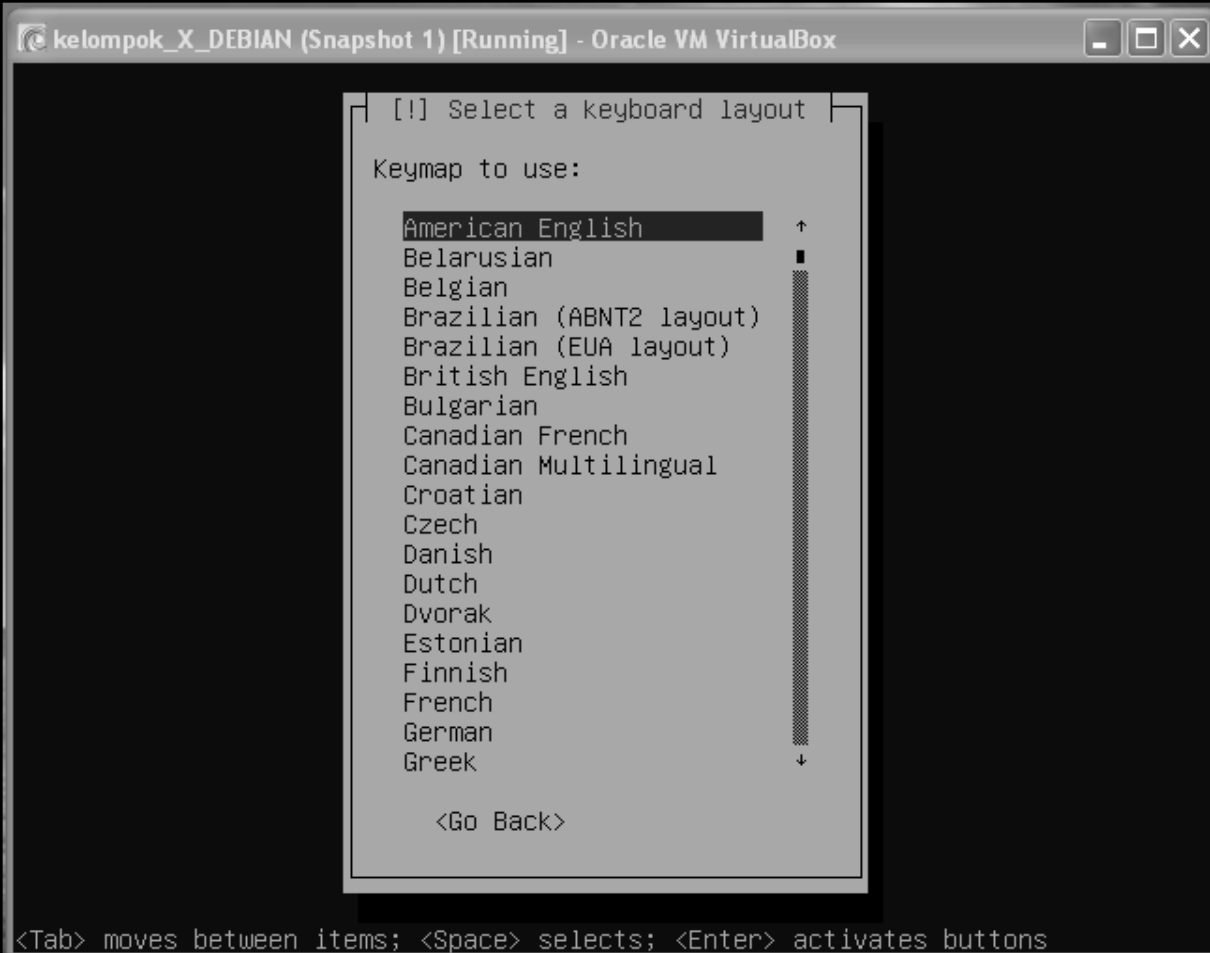 kelompok_X_DEBIAN (Snapshot 1) [Running] - Oracle VM VirtualBox
[!] Select a keyboard layout
Keymap to use:
American English
Belarusian
Belgian
Brazilian (ABNT2 layout)
Brazilian (EUA layout)
British English
Bulgarian
Canadian French
Canadian Multilingual
Croatian
Czech
Danish
Dutch
Dvorak
Estonian
Finnish
French
German
Greek
<Go Back>
<Tab> moves between items; <Space> selects; <Enter> activates buttons